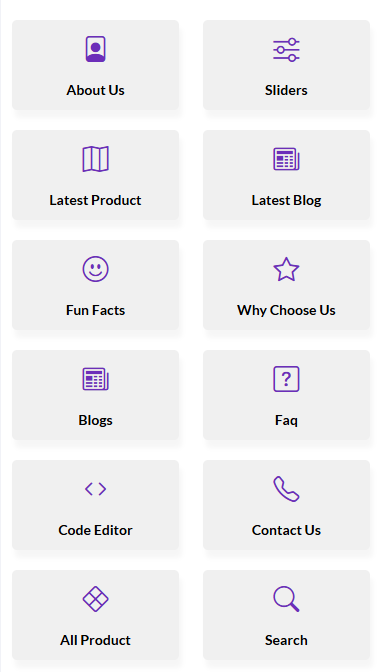 About Us
Sliders
Latest Product
Latest Blog
Fun Facts
Why Choose Us
Blogs
Faq
Code Editor
Contact Us
All Product
Search